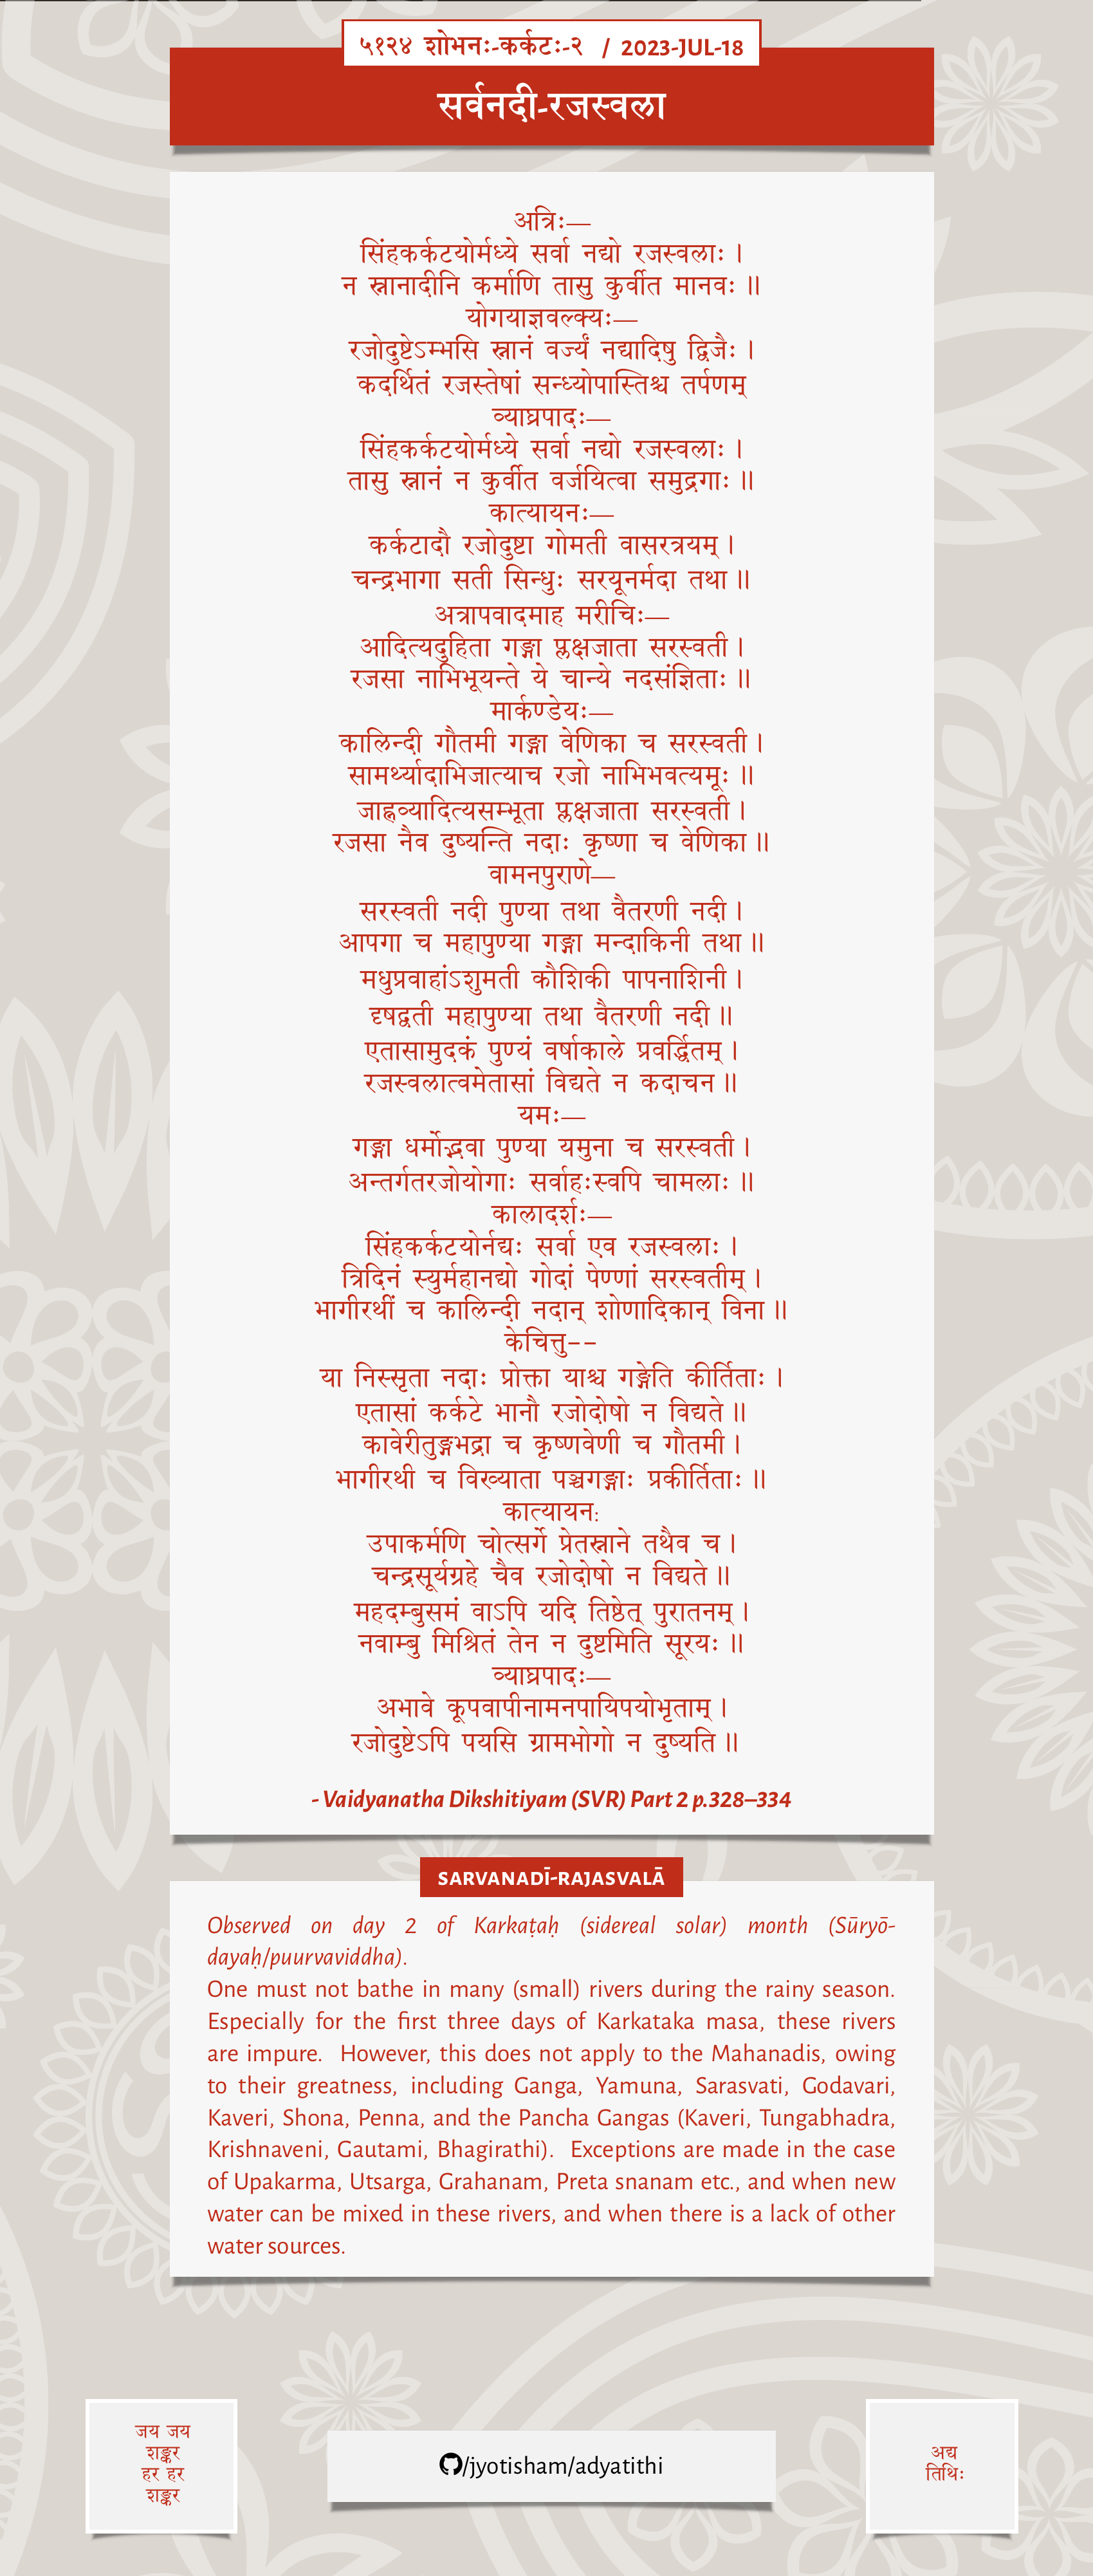 ५१२४ शोभनः-कर्कटः-२ / 2023-JUL-18
सर्वनदी-रजस्वला
अत्रिः—
सिंहकर्कटयोर्मध्ये सर्वा नद्यो रजस्वलाः ।
न स्नानादीनि कर्माणि तासु कुर्वीत मानवः ॥
योगयाज्ञवल्क्यः—
रजोदुष्टेऽम्भसि स्नानं वर्ज्यं नद्यादिषु द्विजैः ।
कदर्थितं रजस्तेषां सन्ध्योपास्तिश्च तर्पणम्
व्याघ्रपादः—
सिंहकर्कटयोर्मध्ये सर्वा नद्यो रजस्वलाः ।
तासु स्नानं न कुर्वीत वर्जयित्वा समुद्रगाः ॥
कात्यायनः—
कर्कटादौ रजोदुष्टा गोमती वासरत्रयम् ।
चन्द्रभागा सती सिन्धुः सरयूनर्मदा तथा ॥
अत्रापवादमाह मरीचिः—
आदित्यदुहिता गङ्गा प्लक्षजाता सरस्वती ।
रजसा नाभिभूयन्ते ये चान्ये नदसंज्ञिताः ॥
मार्कण्डेयः—
कालिन्दी गौतमी गङ्गा वेणिका च सरस्वती ।
सामर्थ्यादाभिजात्याच रजो नाभिभवत्यमूः ॥
जाह्नव्यादित्यसम्भूता प्लक्षजाता सरस्वती ।
रजसा नैव दुष्यन्ति नदाः कृष्णा च वेणिका ॥
वामनपुराणे—
सरस्वती नदी पुण्या तथा वैतरणी नदी ।
आपगा च महापुण्या गङ्गा मन्दाकिनी तथा ॥
मधुप्रवाहांऽशुमती कौशिकी पापनाशिनी ।
दृषद्वती महापुण्या तथा वैतरणी नदी ॥
एतासामुदकं पुण्यं वर्षाकाले प्रवर्द्धितम् ।
रजस्वलात्वमेतासां विद्यते न कदाचन ॥
यमः—
गङ्गा धर्मोद्भवा पुण्या यमुना च सरस्वती ।
अन्तर्गतरजोयोगाः सर्वाहःस्वपि चामलाः ॥
कालादर्शः—
सिंहकर्कटयोर्नद्यः सर्वा एव रजस्वलाः ।
त्रिदिनं स्युर्महानद्यो गोदां पेण्णां सरस्वतीम् ।
भागीरथीं च कालिन्दी नदान् शोणादिकान् विना ॥
केचित्तु--
या निस्सृता नदाः प्रोक्ता याश्च गङ्गेति कीर्तिताः ।
एतासां कर्कटे भानौ रजोदोषो न विद्यते ॥
कावेरीतुङ्गभद्रा च कृष्णवेणी च गौतमी ।
भागीरथी च विख्याता पञ्चगङ्गाः प्रकीर्तिताः ॥
कात्यायन:
उपाकर्मणि चोत्सर्गे प्रेतस्नाने तथैव च ।
चन्द्रसूर्यग्रहे चैव रजोदोषो न विद्यते ॥
महदम्बुसमं वाऽपि यदि तिष्ठेत् पुरातनम् ।
नवाम्बु मिश्रितं तेन न दुष्टमिति सूरयः ॥
व्याघ्रपादः—
अभावे कूपवापीनामनपायिपयोभृताम् ।
रजोदुष्टेऽपि पयसि ग्रामभोगो न दुष्यति ॥
- Vaidyanatha Dikshitiyam (SVR) Part 2 p.328–334
SARVANADĪ-RAJASVALĀ
Observed on day 2 of Karkaṭaḥ (sidereal solar) month (Sūryō-
dayaḥ/puurvaviddha).
One must not bathe in many (small) rivers during the rainy season.
Especially for the first three days of Karkataka masa, these rivers
are impure. However, this does not apply to the Mahanadis, owing
to their greatness, including Ganga, Yamuna, Sarasvati, Godavari,
Kaveri, Shona, Penna, and the Pancha Gangas (Kaveri, Tungabhadra,
Krishnaveni, Gautami, Bhagirathi). Exceptions are made in the case
of Upakarma, Utsarga, Grahanam, Preta snanam etc., and when new
water can be mixed in these rivers, and when there is a lack of other
water sources.
जय जय
शङ्कर
हर हर
शङ्कर
/jyotisham/adyatithi
अद्य
तिथिः